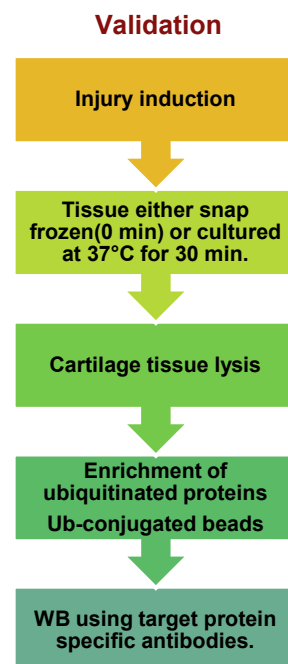 Validation
Injury induction
Tissue either snap
frozen(0 min) or cultured
at 37°C for 30 min.
Cartilage tissue lysis
Enrichment of
ubiquitinated proteins
Ub-conjugated beads
WB using target protein
specific antibodies.